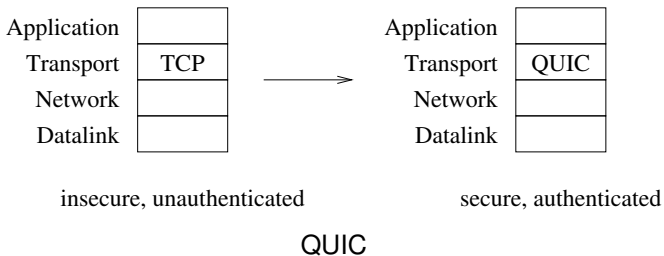 Application
Transport TCP
Network
Datalink
insecure, unauthenticated
Application
Transport QUIC
Network
Datalink
secure, authenticated
QUIC